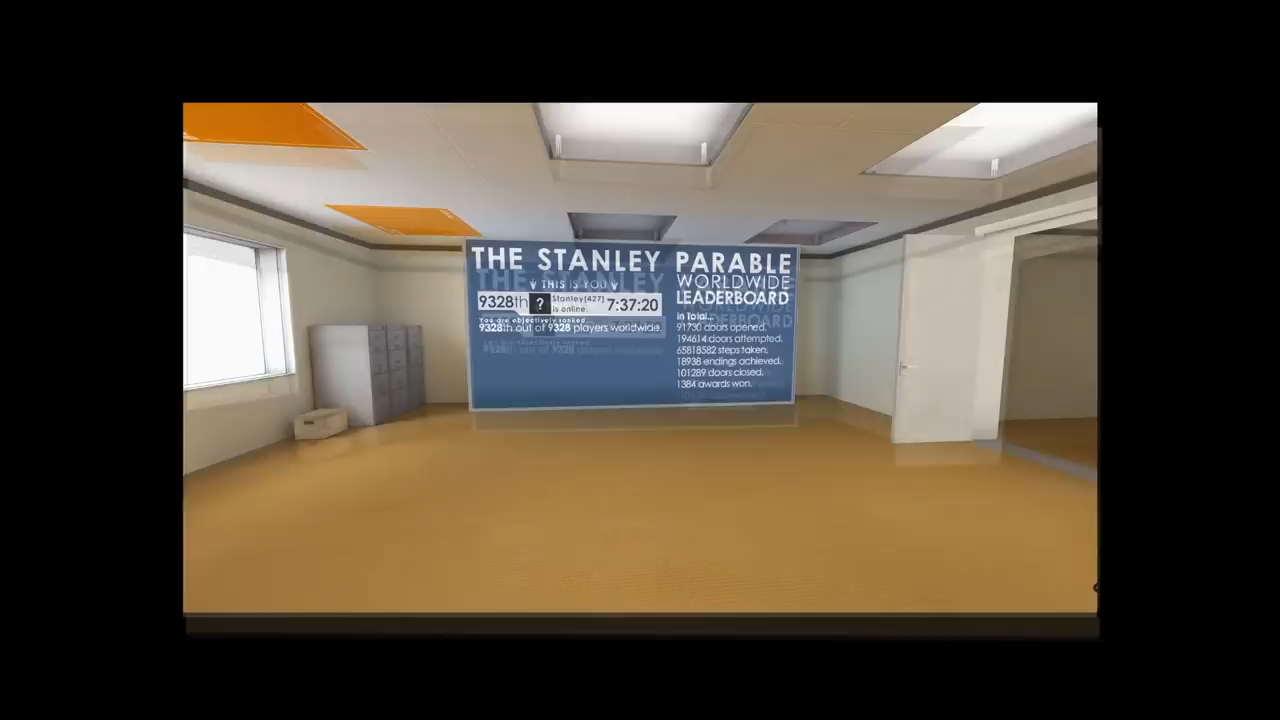 THE STANLEY PARABLE
WORLDWIDE
LEADERBOARD
THIS IS YOU
9328th ? Stanley[427] is online. 7:37:20
You are objectively ranked
9328th out of 9328 players worldwide.
In Total...
91730 doors opened.
194614 doors attempted.
65818582 steps taken.
18938 endings achieved.
101289 doors closed.
1384 awards won.